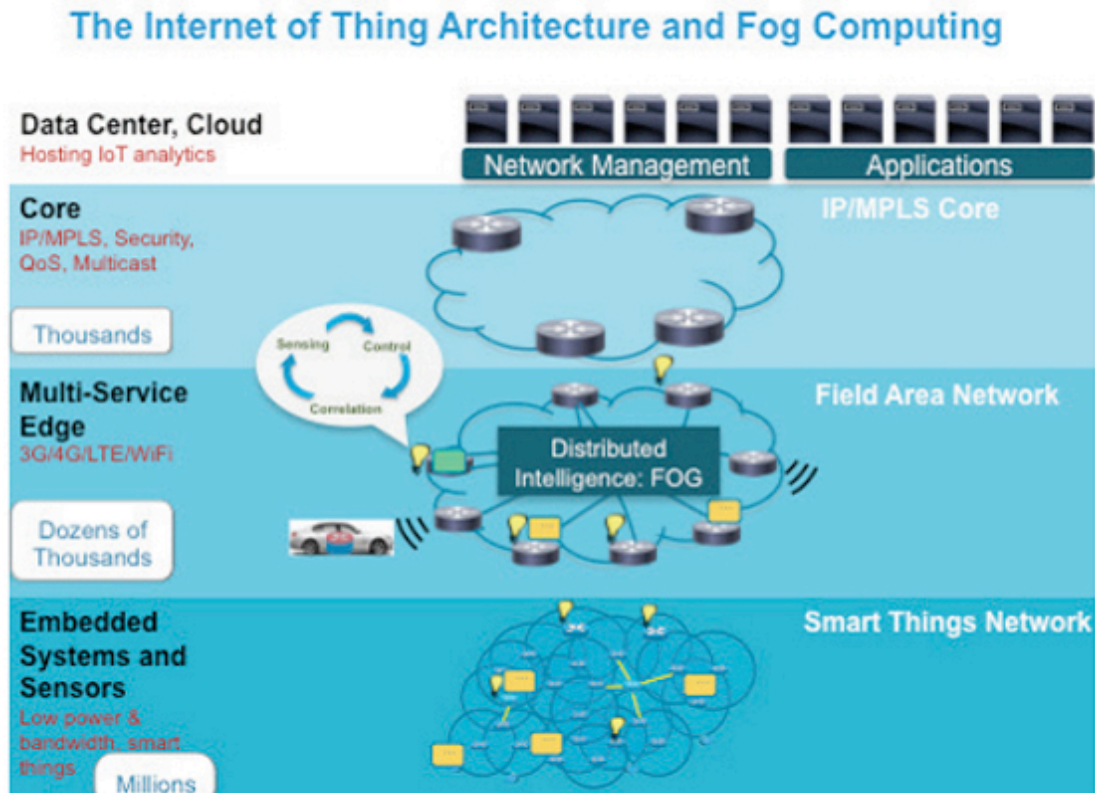 The Internet of Thing Architecture and Fog Computing
Data Center, Cloud
Hosting IoT analytics
Network Management
Applications
Core
IP/MPLS, Security,
QoS, Multicast
IP/MPLS Core
Thousands
Sensing
Control
Correlation
Multi-Service
Edge
3G/4G/LTE/WiFi
Field Area Network
Distributed
Intelligence: FOG
Dozens of
Thousands
Embedded
Systems and
Sensors
Low power &
bandwidth, smart
things
Smart Things Network
Millions